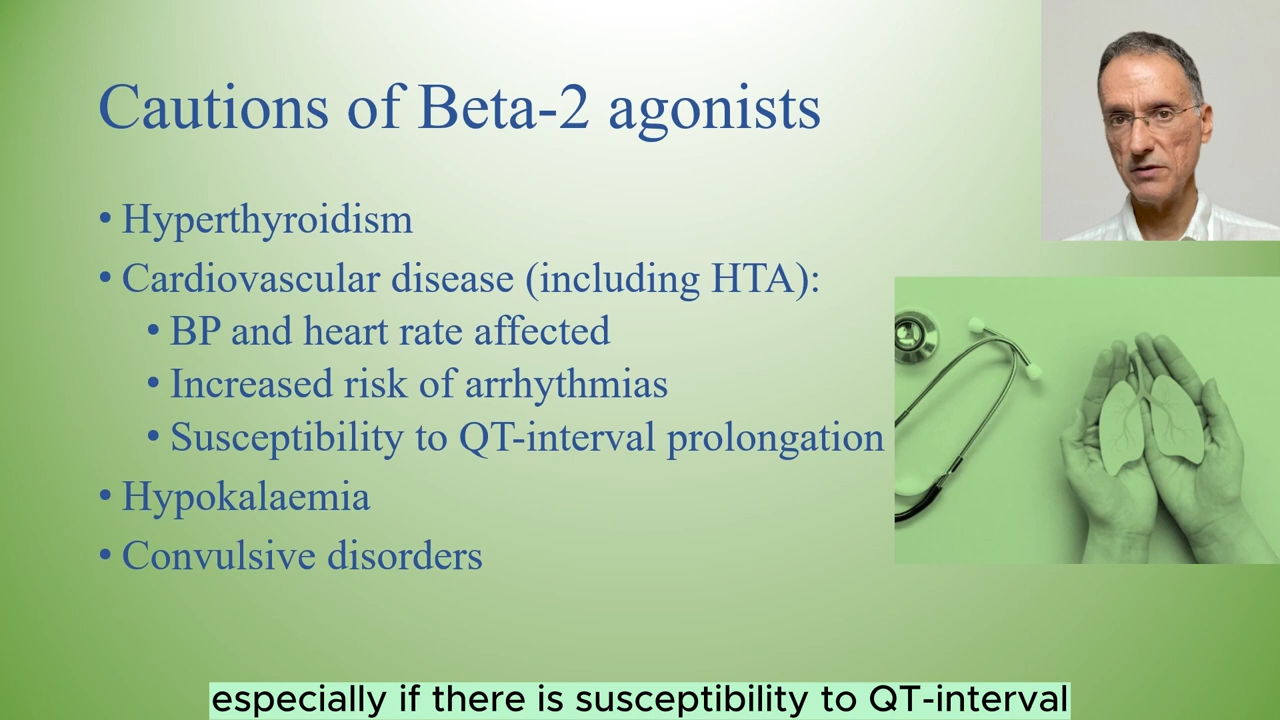 Cautions of Beta-2 agonists
• Hyperthyroidism
• Cardiovascular disease (including HTA):
• BP and heart rate affected
• Increased risk of arrhythmias
• Susceptibility to QT-interval prolongation
• Hypokalaemia
• Convulsive disorders
especially if there is susceptibility to QT-interval